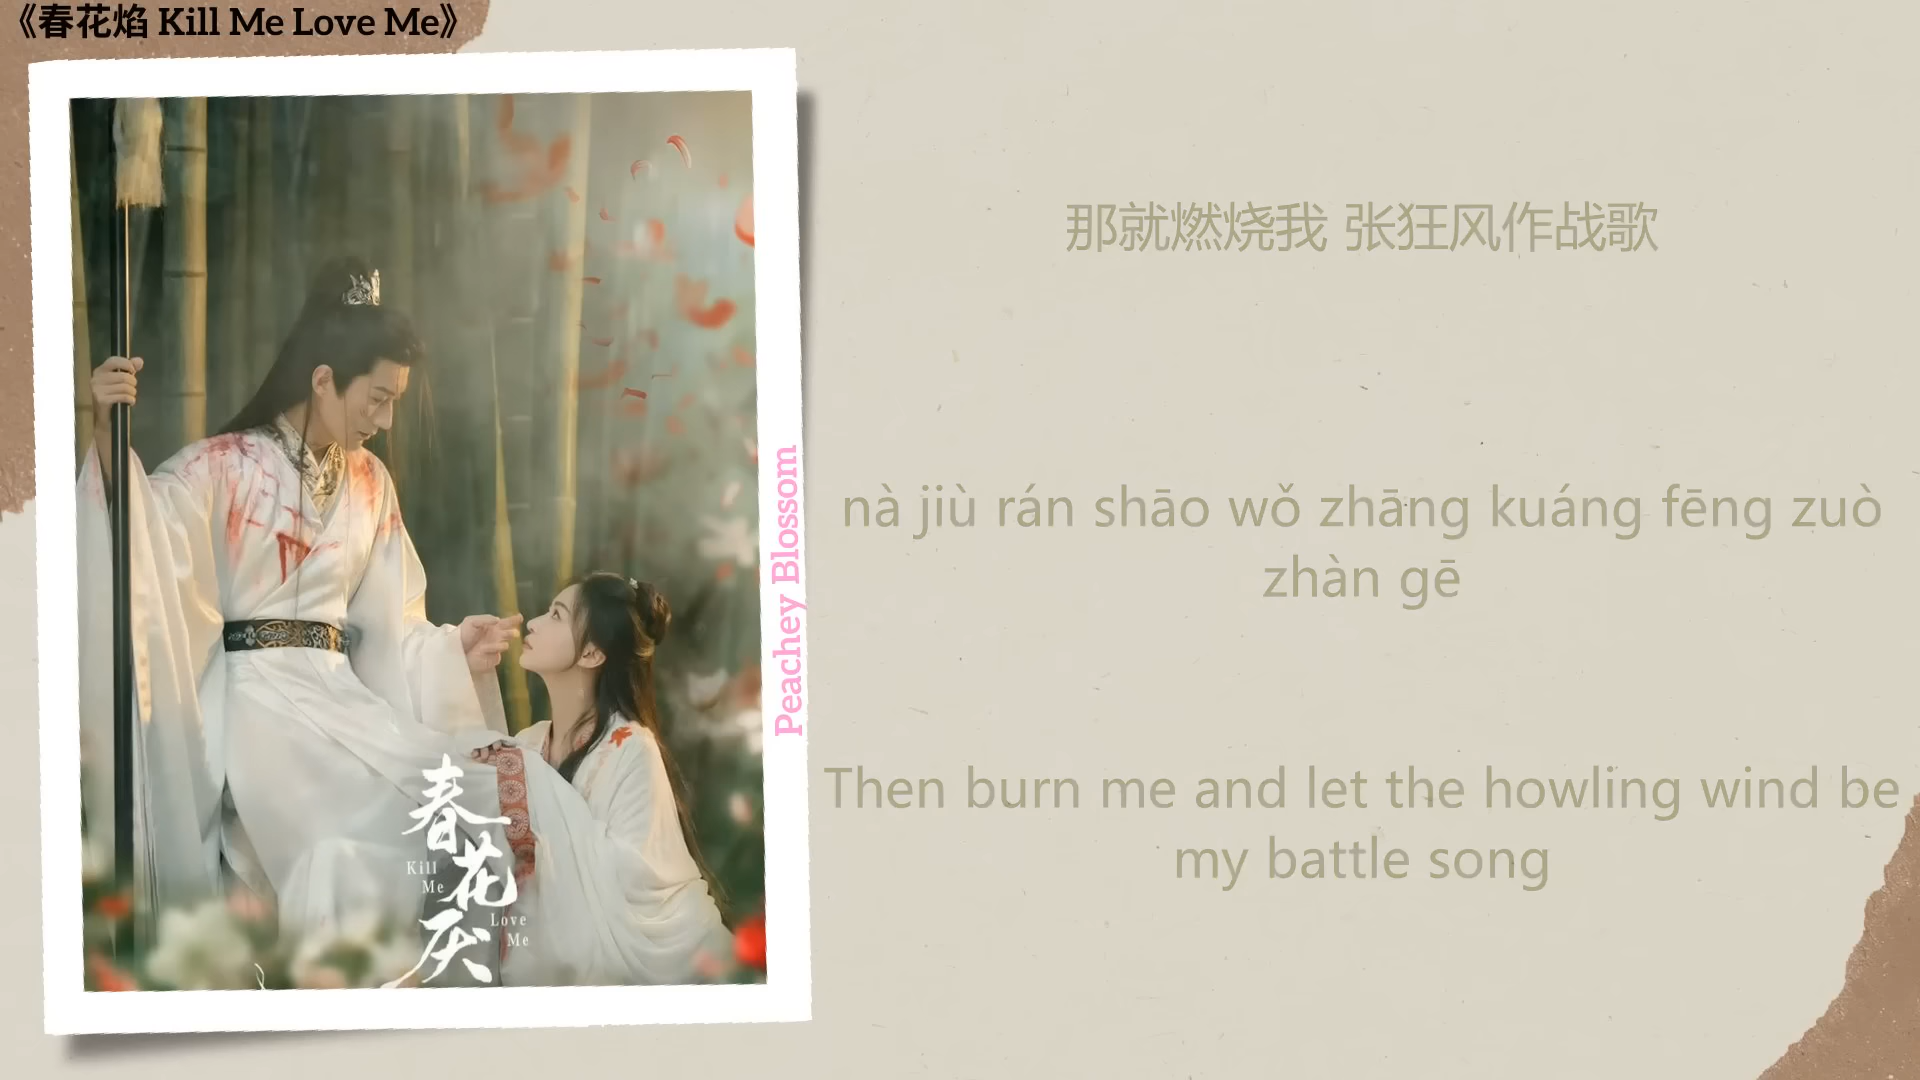 《春花焰 Kill Me Love Me》
那就燃烧我 张狂风作战歌
nà jiù rán shāo wǒ zhāng kuáng fēng zuò
zhàn gē
Then burn me and let the howling wind be
my battle song
Peachey Blossom
春
花
厌
Kill
Me
Love
Me